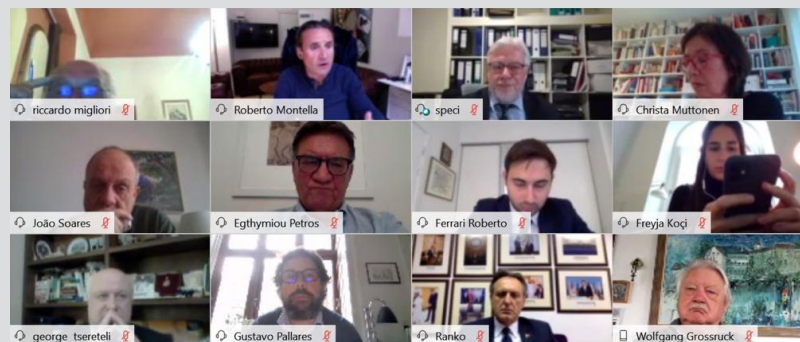 riccardo migliori
Roberto Montella
speci
Christa Muttonen
João Soares
Egthymiou Petros
Ferrari Roberto
Freyja Koçi
george tsereteli
Gustavo Pallares
Ranko
Wolfgang Grossruck